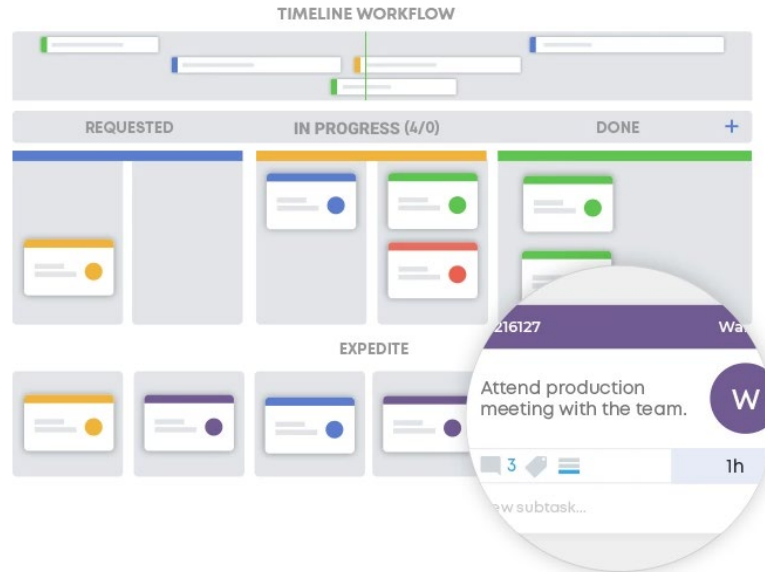 TIMELINE WORKFLOW
REQUESTED
IN PROGRESS (4/0)
DONE
+
EXPEDITE
216127
Attend production
meeting with the team.
W
3
1h
ew subtask...